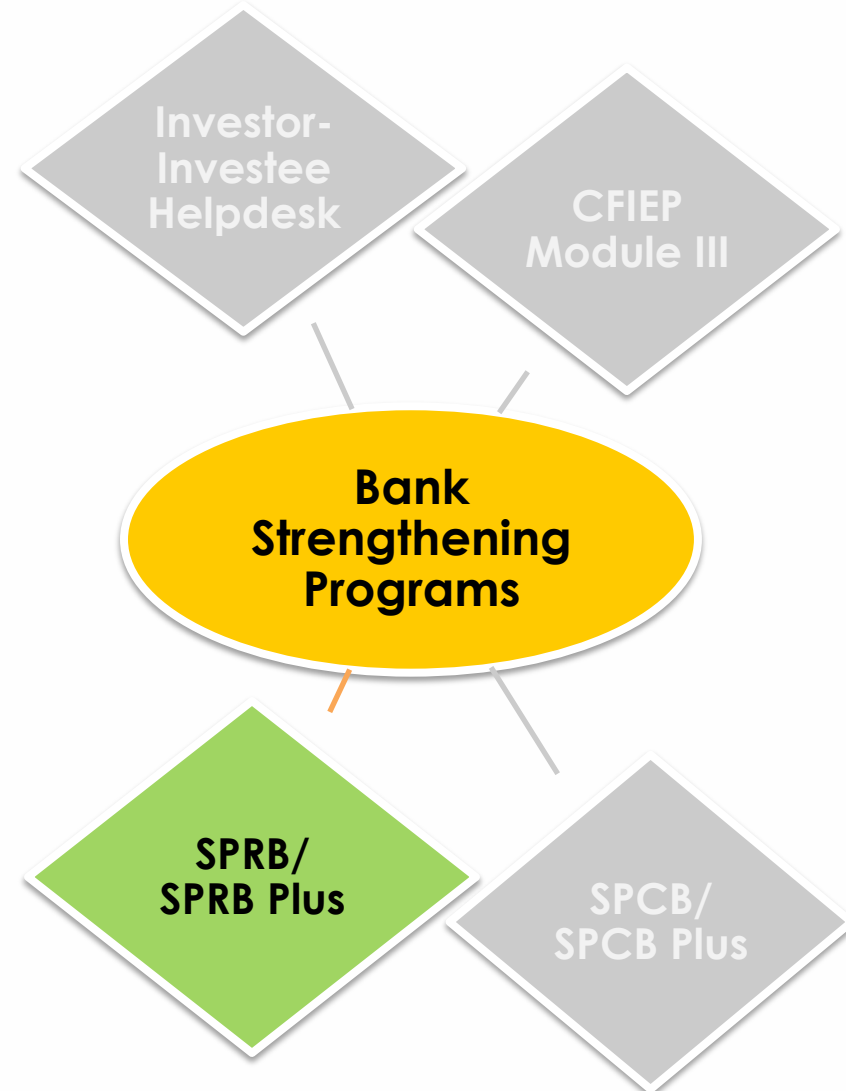 Investor-
Investee
Helpdesk
CFIEP
Module III
Bank
Strengthening
Programs
SPRB/
SPRB Plus
SPCB/
SPCB Plus